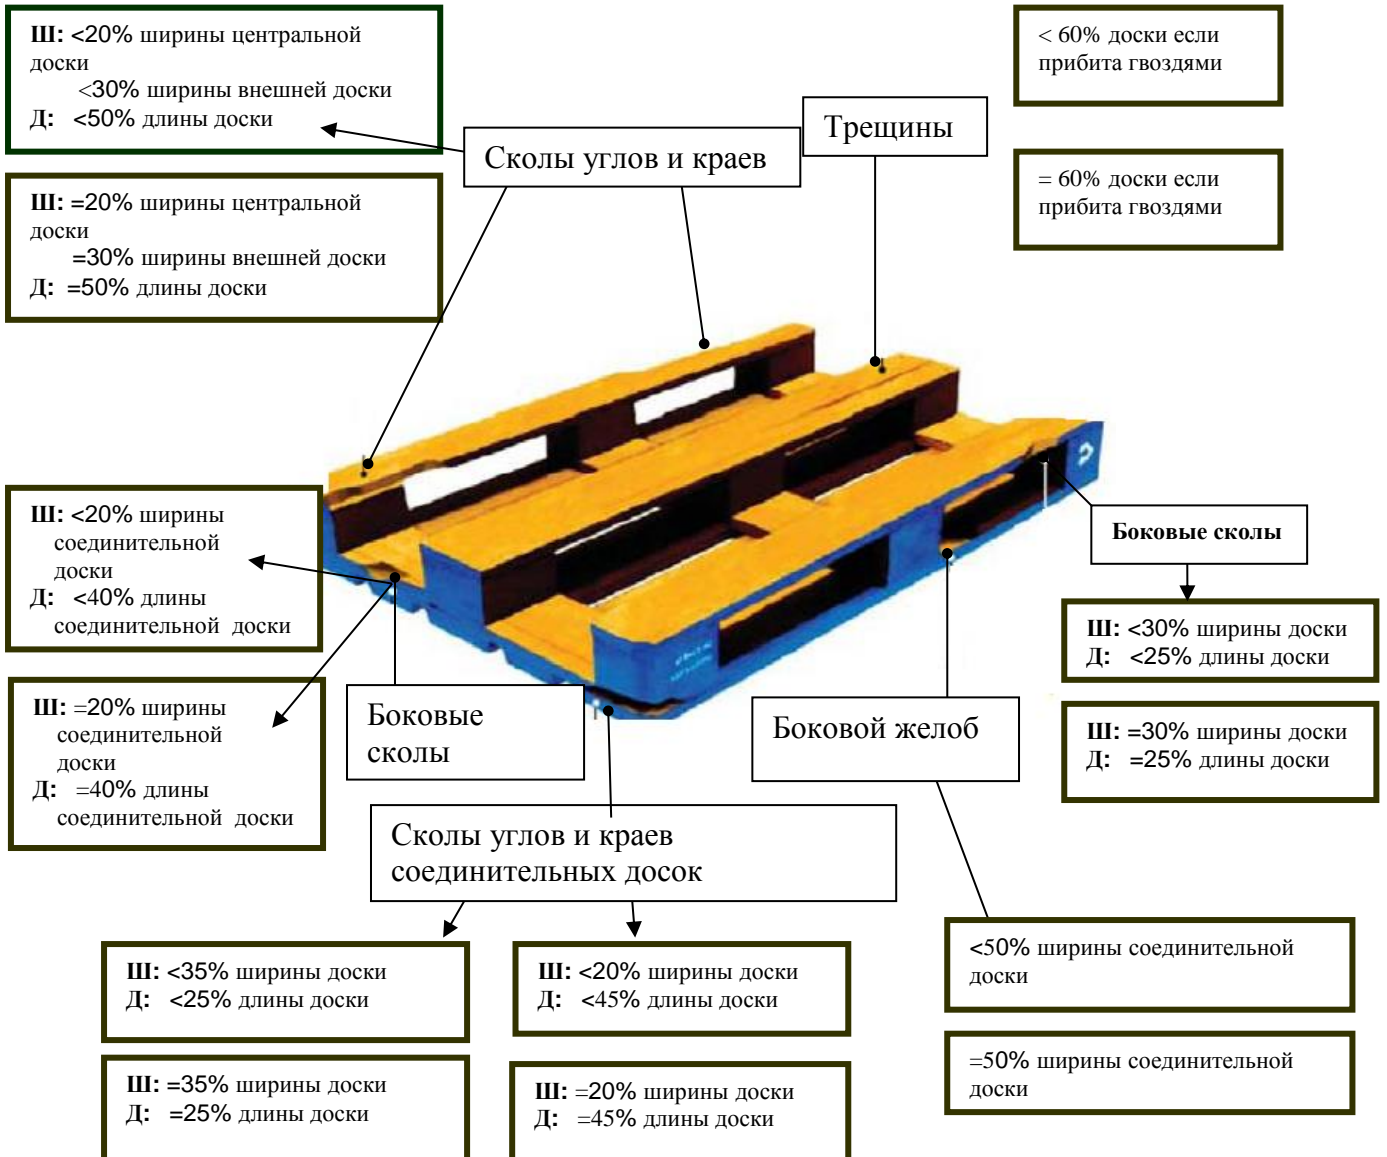 Ш: <20% ширины центральной
доски
<30% ширины внешней доски
Д: <50% длины доски
Ш: =20% ширины центральной
доски
=30% ширины внешней доски
Д: =50% длины доски
Сколы углов и краев
Трещины
< 60% доски если
прибита гвоздями
= 60% доски если
прибита гвоздями
Ш: <20% ширины
соединительной
доски
Д: <40% длины
соединительной доски
Ш: =20% ширины
соединительной
доски
Д: =40% длины
соединительной доски
Боковые
сколы
Боковой желоб
Боковые сколы
Ш: <30% ширины доски
Д: <25% длины доски
Ш: =30% ширины доски
Д: =25% длины доски
Сколы углов и краев
соединительных досок
Ш: <35% ширины доски
Д: <25% длины доски
Ш: =35% ширины доски
Д: =25% длины доски
Ш: <20% ширины доски
Д: <45% длины доски
Ш: =20% ширины доски
Д: =45% длины доски
<50% ширины соединительной
доски
=50% ширины соединительной
доски